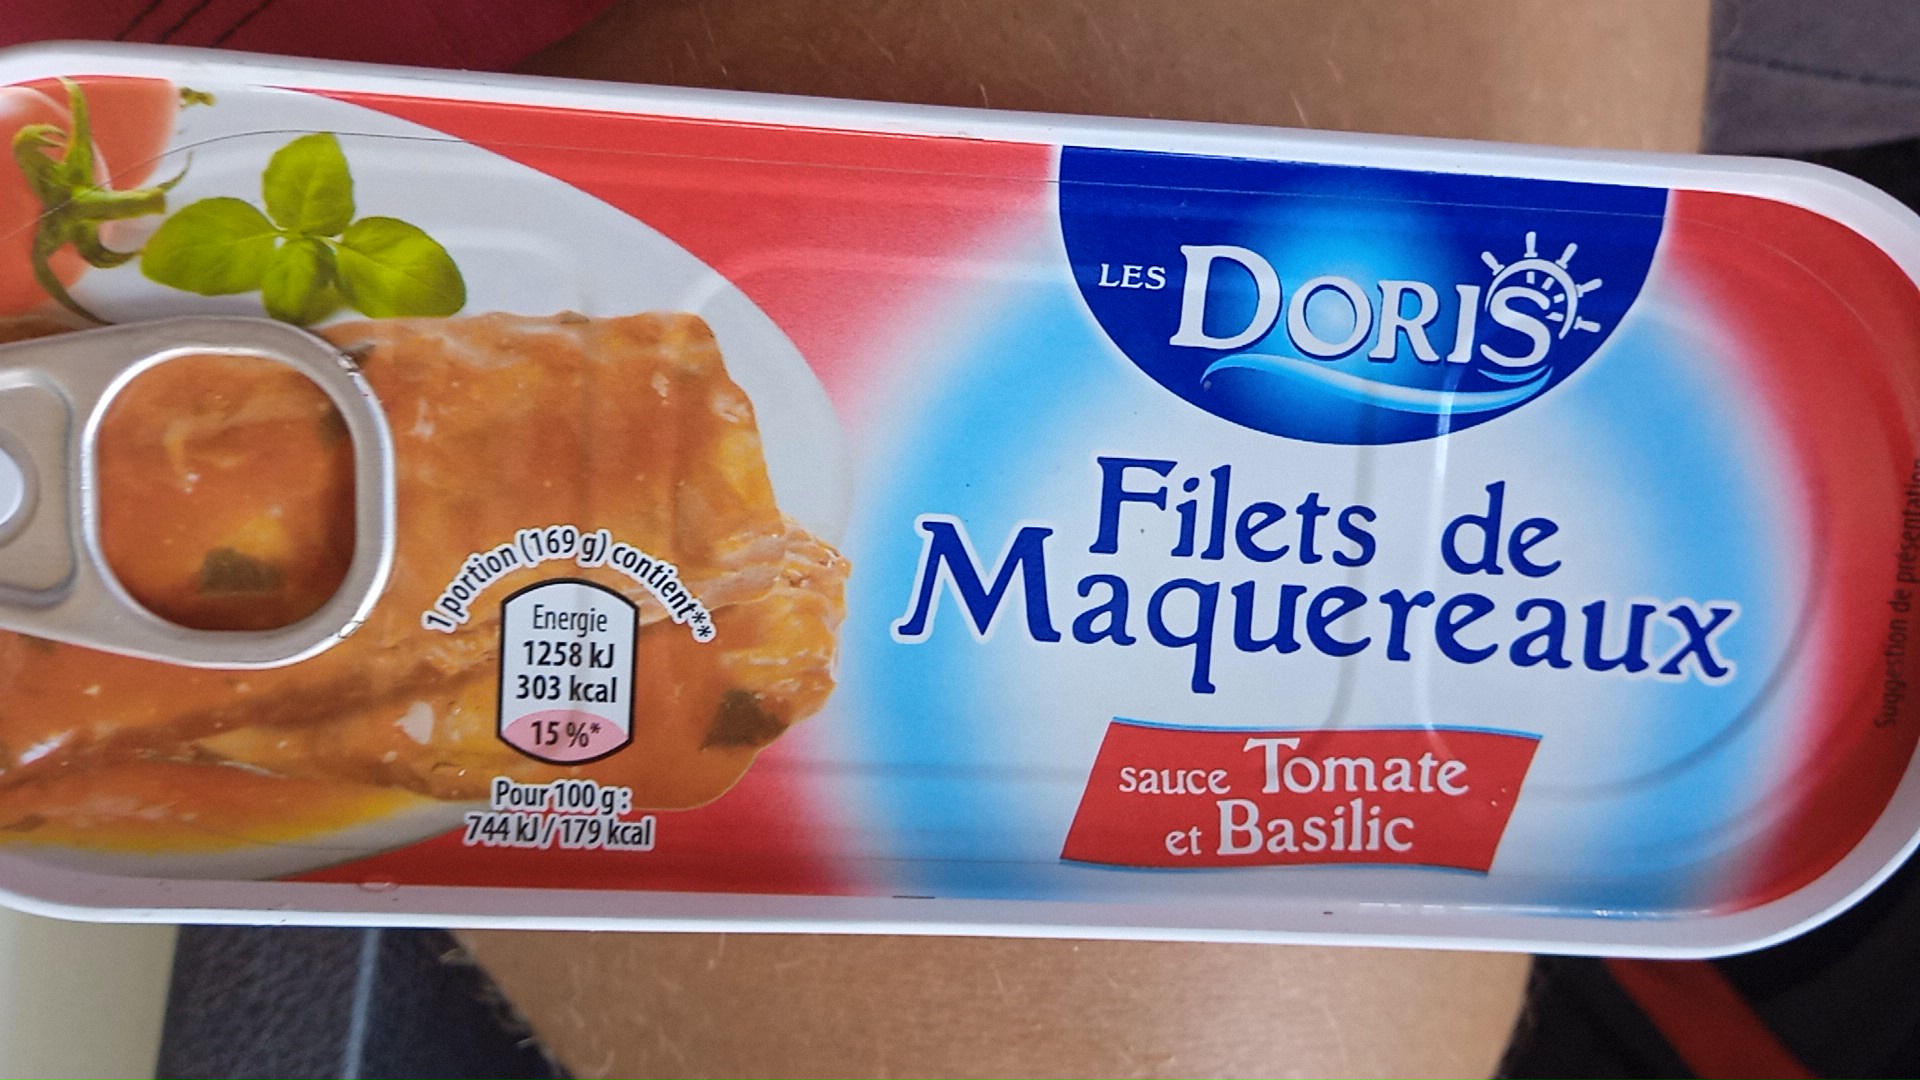 LES DORIS
Filets de
Maquereaux
sauce Tomate
et Basilic
1 portion (169 g) contient**
Energie
1258 kJ
303 kcal
15 %*
Pour 100 g :
744 kJ / 179 kcal
Suggestion de présentation